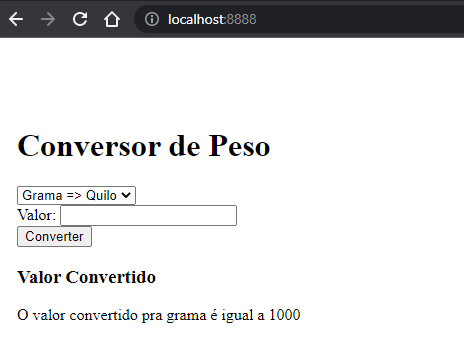 localhost:8888
Conversor de Peso
Grama => Quilo
Valor:
Converter
Valor Convertido
O valor convertido pra grama é igual a 1000